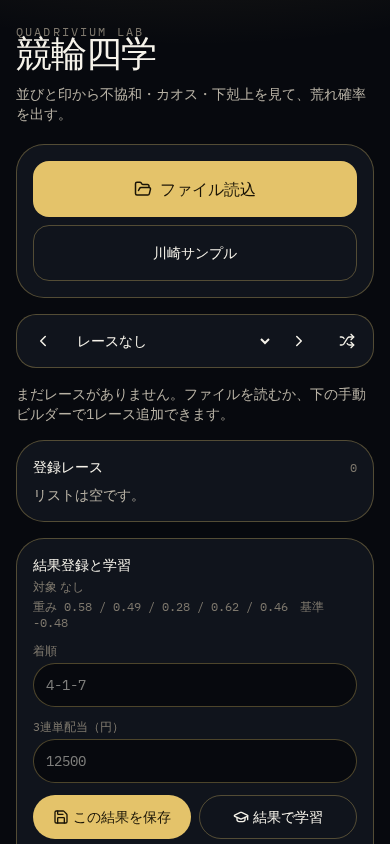 QUADRIVIUM LAB
競輪四学
並びと印から不協和・カオス・下剋上を見て、荒れ確率
を出す。
ファイル読込
川崎サンプル
レースなし
まだレースがありません。ファイルを読むか、下の手動
ビルダーで1レース追加できます。
登録レース 0
リストは空です。
結果登録と学習
対象 なし
重み 0.58 / 0.49 / 0.28 / 0.62 / 0.46 基準
-0.48
着順
4-1-7
3連単配当（円）
12500
この結果を保存 結果で学習